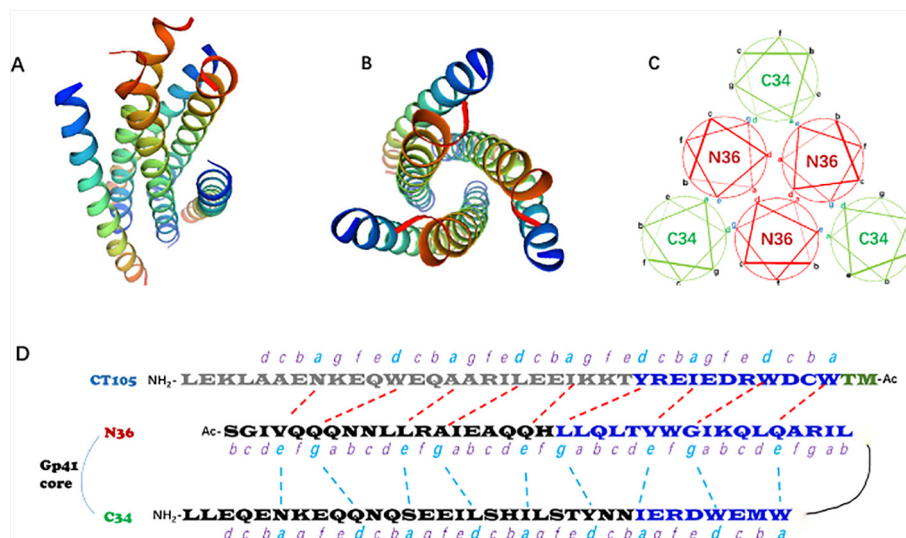 A
B
C
f
c
b
C34
g
e
d
a
g
d
a
e
c
b
f
N36
d
a
N36
f
b
e
a
c
g
e
b
C34
d
f
g
c
g
d
a
e
N36
c
b
f
a
d
g
C34
c
e
b
f
D
d c b a g f e d c b a g f e d c b a g f e d c b a g f e d c b a
CT105 NH2- LEKLAAENKEQWEQAARILEEIKKTYREIEDRWDCWTM-Ac
N36 Ac- SGIVQQQNNLLRAIEAQQHLLQLTVWGIKQLQARIL
b c d e f g a b c d e f g a b c d e f g a b c d e f g a b c d e f g a b
Gp41
core
C34 NH2-LLEQENKEQQNQSEEILSHILSTYNNIERDWEMW
d c b a g f e d c b a g f e d c b a g f e d c b a g f e d c b a